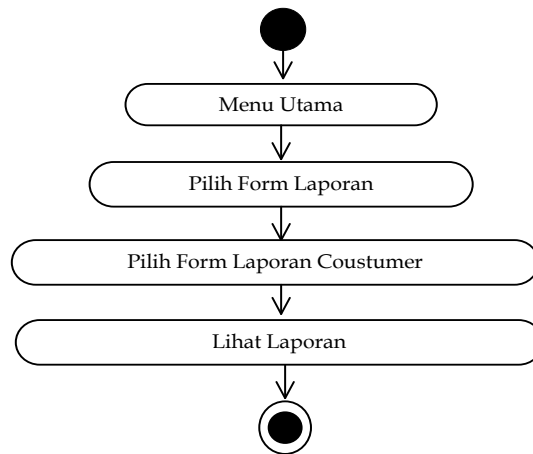 Menu Utama
Pilih Form Laporan
Pilih Form Laporan Coustumer
Lihat Laporan